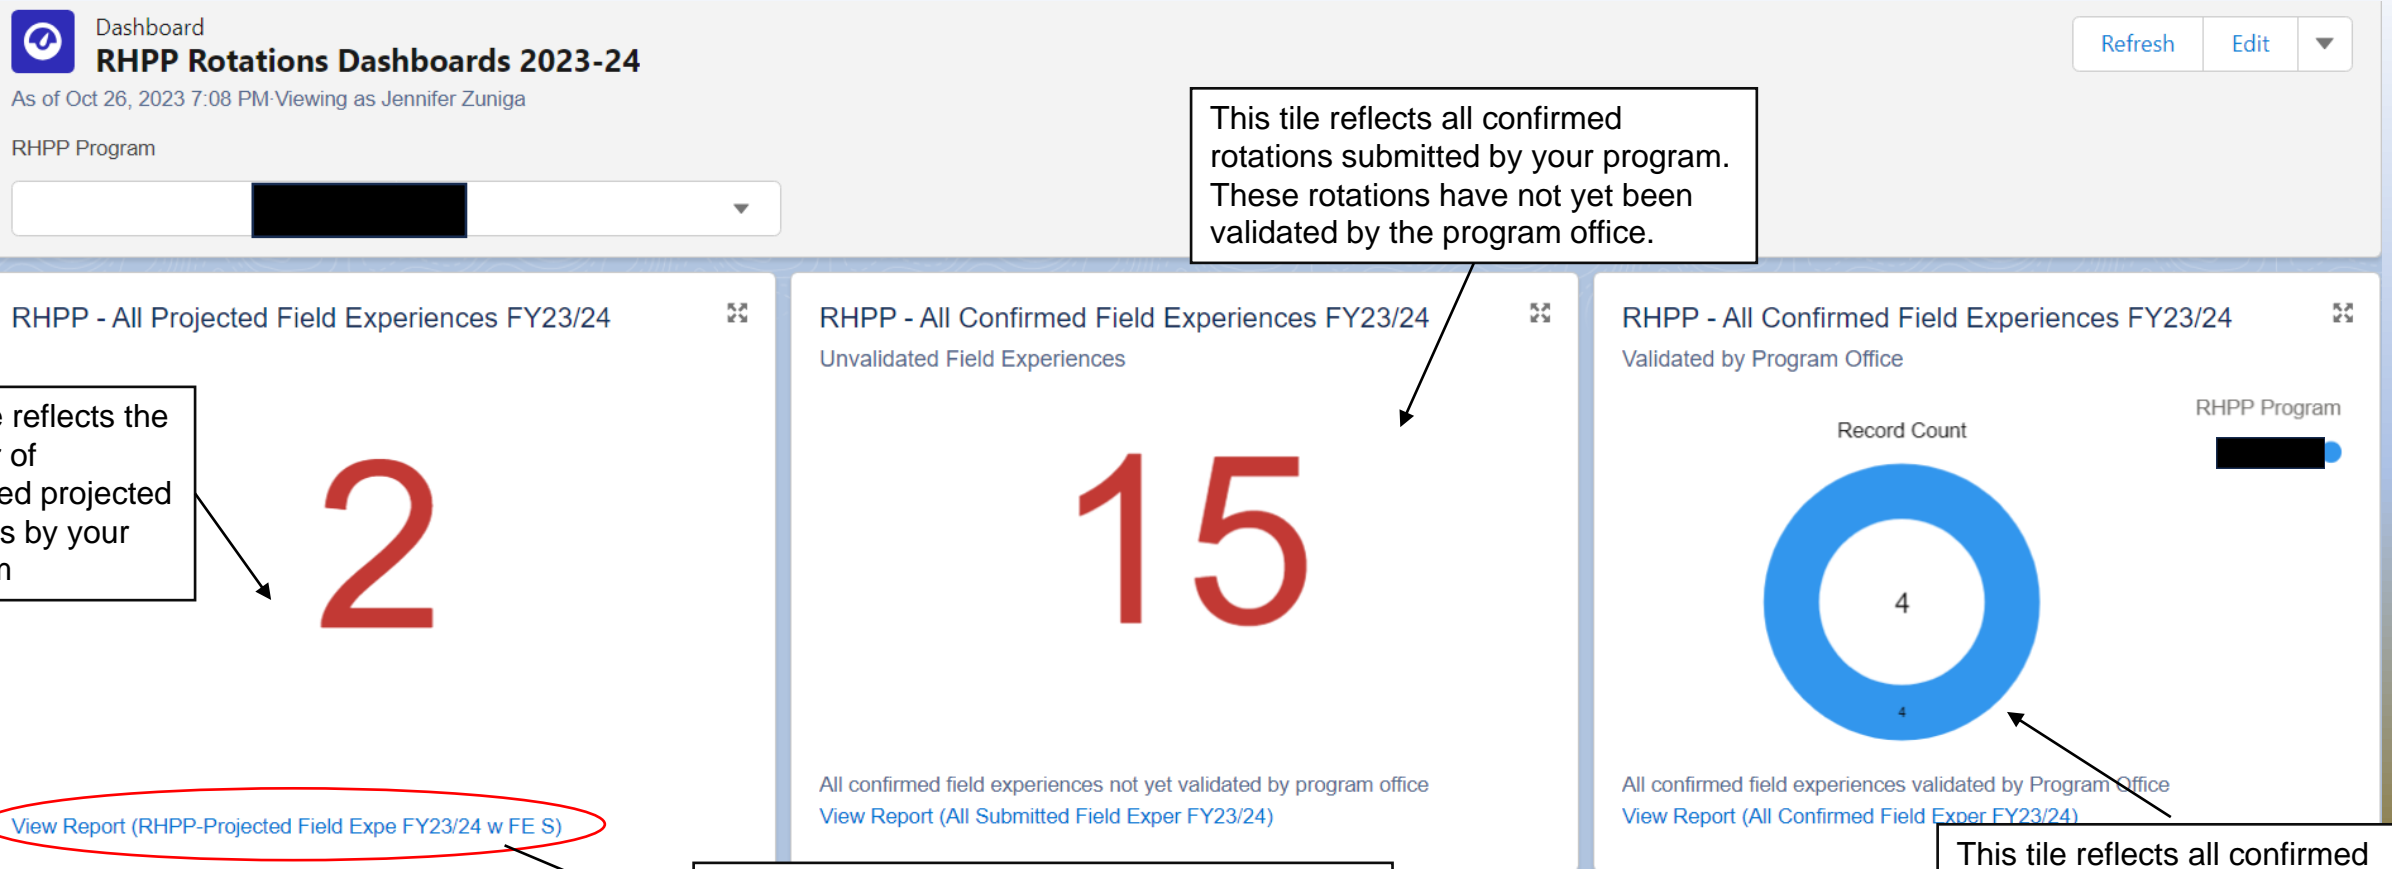 Dashboard
RHPP Rotations Dashboards 2023-24
As of Oct 26, 2023 7:08 PM·Viewing as Jennifer Zuniga
RHPP Program
Refresh
Edit
This tile reflects all confirmed
rotations submitted by your program.
These rotations have not yet been
validated by the program office.
RHPP - All Projected Field Experiences FY23/24
reflects the
of
projected
by your
2
View Report (RHPP-Projected Field Expe FY23/24 w FE S)
RHPP - All Confirmed Field Experiences FY23/24
Unvalidated Field Experiences
15
All confirmed field experiences not yet validated by program office
View Report (All Submitted Field Exper FY23/24)
RHPP - All Confirmed Field Experiences FY23/24
Validated by Program Office
RHPP Program
Record Count
4
4
All confirmed field experiences validated by Program Office
View Report (All Confirmed Field Exper FY23/24)
This tile reflects all confirmed